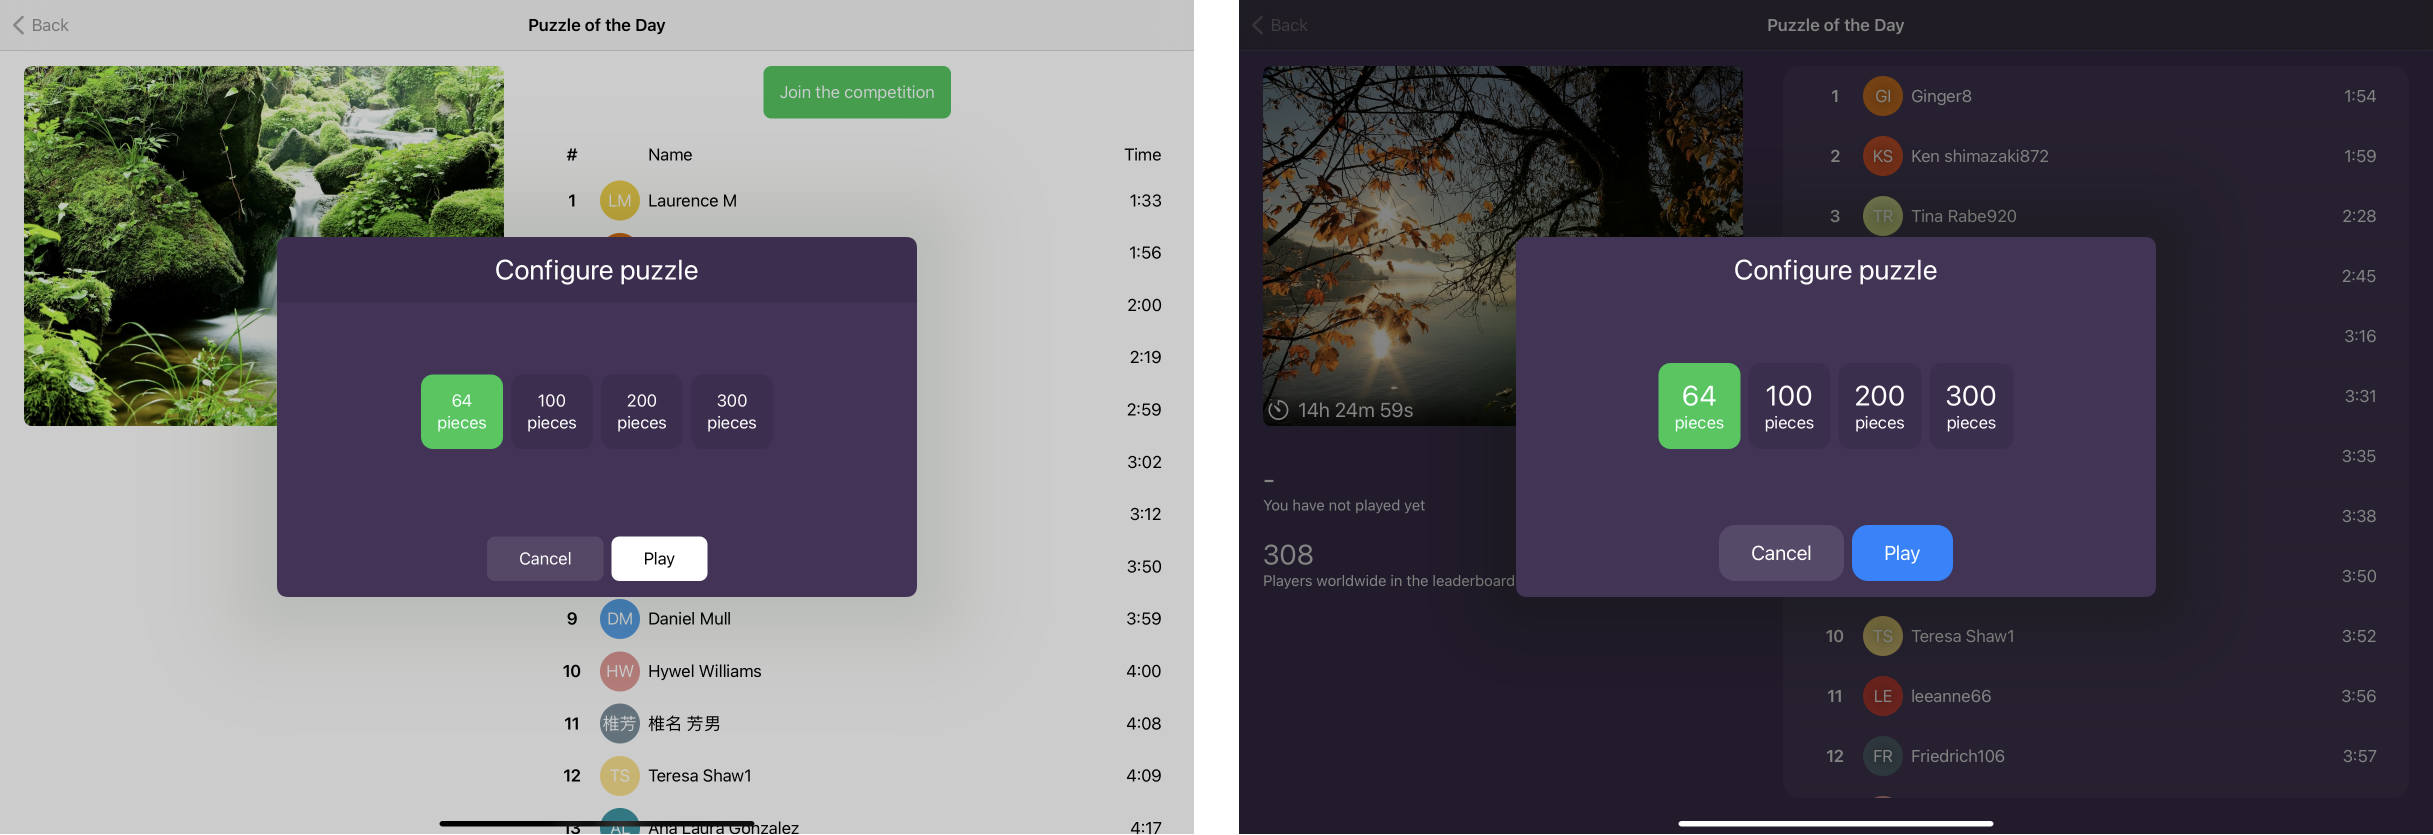 Back
Puzzle of the Day
Join the competition
# Name Time
1 LM Laurence M 1:33
1:56
2:00
2:19
2:59
3:02
3:12
3:50
9 DM Daniel Mull 3:59
10 HW Hywel Williams 4:00
11 椎芳 椎名 芳男 4:08
12 TS Teresa Shaw1 4:09
13 AL Ana Laura Gonzalez 4:17
Configure puzzle
64 pieces
100 pieces
200 pieces
300 pieces
Cancel
Play
Back
Puzzle of the Day
14h 24m 59s
-
You have not played yet
308
Players worldwide in the leaderboard
1 GI Ginger8 1:54
2 KS Ken shimazaki872 1:59
3 TR Tina Rabe920 2:28
2:45
3:16
3:31
3:35
3:38
3:50
10 TS Teresa Shaw1 3:52
11 LE leeanne66 3:56
12 FR Friedrich106 3:57
Configure puzzle
64 pieces
100 pieces
200 pieces
300 pieces
Cancel
Play